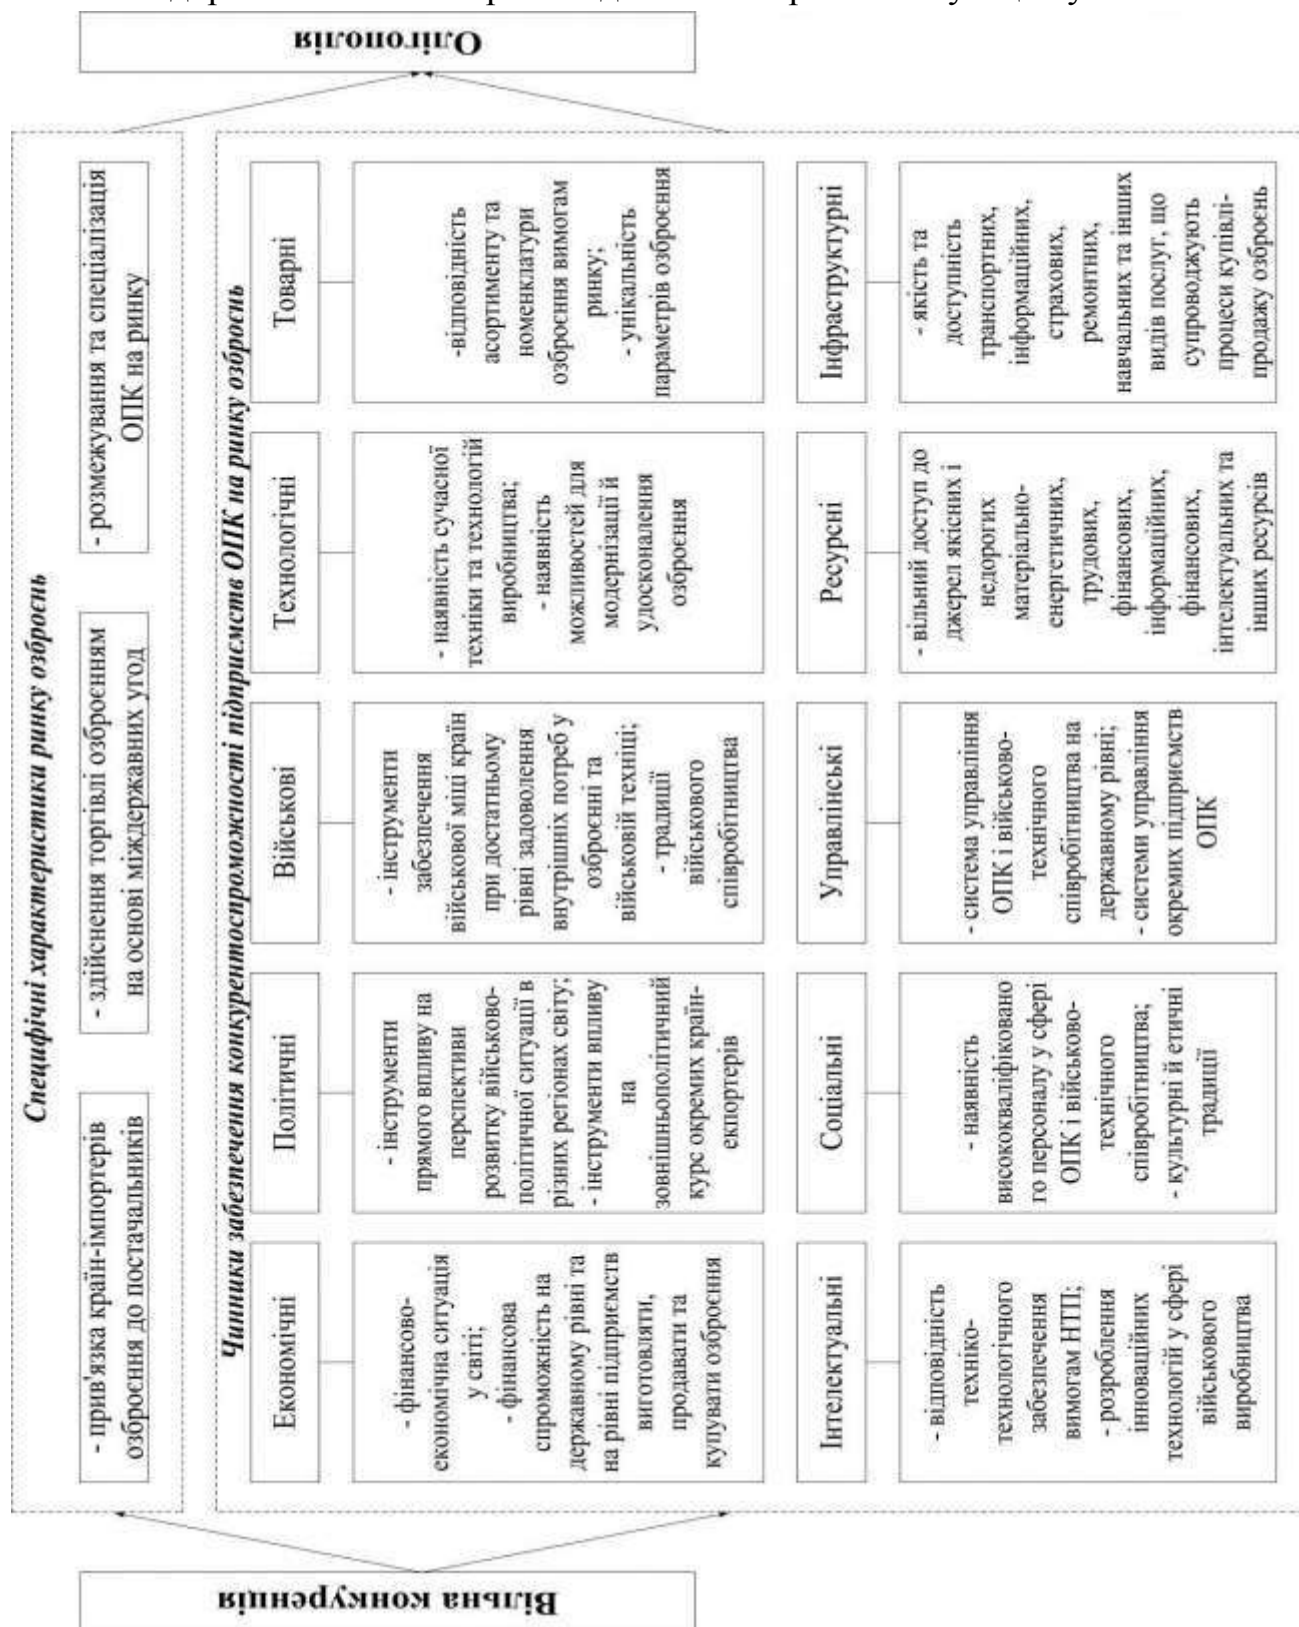 Вільна конкуренція
Специфічні характеристики ринку озброєнь
- прив'язка країн-імпортерів
озброєння до постачальників
- здійснення торгівлі озброєнням
на основі міждержавних угод
- розмежування та спеціалізація
ОПК на ринку
Чинники забезпечення конкурентоспроможності підприємств ОПК на ринку озброєнь
Економічні
- фінансово-
економічна ситуація
у світі;
- фінансова
спроможність на
державному рівні та
на рівні підприємств
виготовляти,
продавати та
купувати озброєння
Політичні
- інструменти
прямого впливу на
перспективи
розвитку військово-
політичної ситуації в
різних регіонах світу;
- інструменти впливу
на
зовнішньополітичний
курс окремих країн-
експортерів
Військові
- інструменти
забезпечення
військової міці країн
при достатньому
рівні задоволення
внутрішніх потреб у
озброєнні та
військовій техніці;
- традиції
військового
співробітництва
Технологічні
- наявність сучасної
техніки та технологій
виробництва;
- наявність
можливостей для
модернізації й
удосконалення
озброєння
Товарні
-відповідність
асортименту та
номенклатури
озброєння вимогам
ринку;
- унікальність
параметрів озброєння
Інтелектуальні
- відповідність
техніко-
технологічного
забезпечення
вимогам НТП;
- розроблення
інноваційних
технологій у сфері
військового
виробництва
Соціальні
- наявність
висококваліфіковано
го персоналу у сфері
ОПК і військово-
технічного
співробітництва;
- культурні й етичні
традиції
Управлінські
- система управління
ОПК і військово-
технічного
співробітництва на
державному рівні;
- системи управління
окремих підприємств
ОПК
Ресурсні
- вільний доступ до
джерел якісних і
недорогих
матеріально-
енергетичних,
трудових,
фінансових,
інформаційних,
фінансових,
інтелектуальних та
інших ресурсів
Інфраструктурні
- якість та
доступність
транспортних,
інформаційних,
страхових,
ремонтних,
навчальних та інших
видів послуг, що
супроводжують
процеси купівлі-
продажу озброєнь
Олігополія